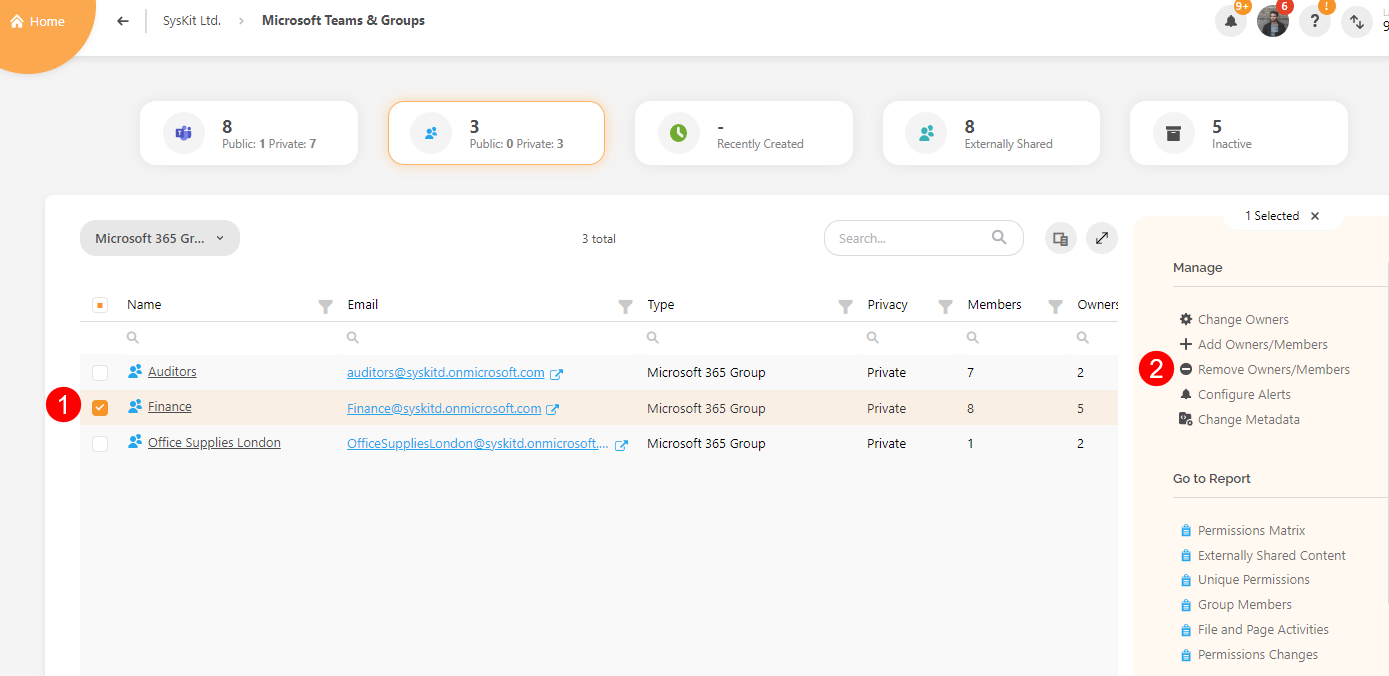 Home
SysKit Ltd. > Microsoft Teams & Groups
9+
6
?
!
9
8
Public: 1 Private: 7
3
Public: 0 Private: 3
-
Recently Created
8
Externally Shared
5
Inactive
Microsoft 365 Gr...
3 total
Search...
1 Selected ×
Name Email Type Privacy Members Owners
Auditors auditors@syskitd.onmicrosoft.com Microsoft 365 Group Private 7 2
1 Finance Finance@syskitd.onmicrosoft.com Microsoft 365 Group Private 8 5
Office Supplies London OfficeSuppliesLondon@syskitd.onmicrosoft.... Microsoft 365 Group Private 1 2
Manage
Change Owners
Add Owners/Members
2 Remove Owners/Members
Configure Alerts
Change Metadata
Go to Report
Permissions Matrix
Externally Shared Content
Unique Permissions
Group Members
File and Page Activities
Permissions Changes